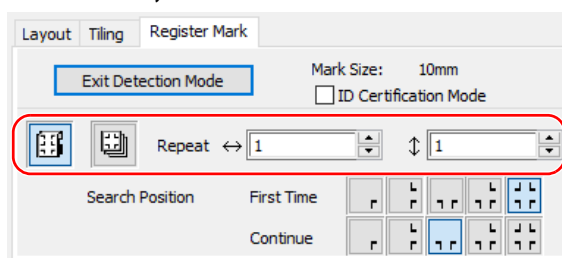 Layout Tiling Register Mark
Exit Detection Mode Mark Size: 10mm
ID Certification Mode
Repeat ↔ 1 ↕ 1
Search Position First Time
Continue